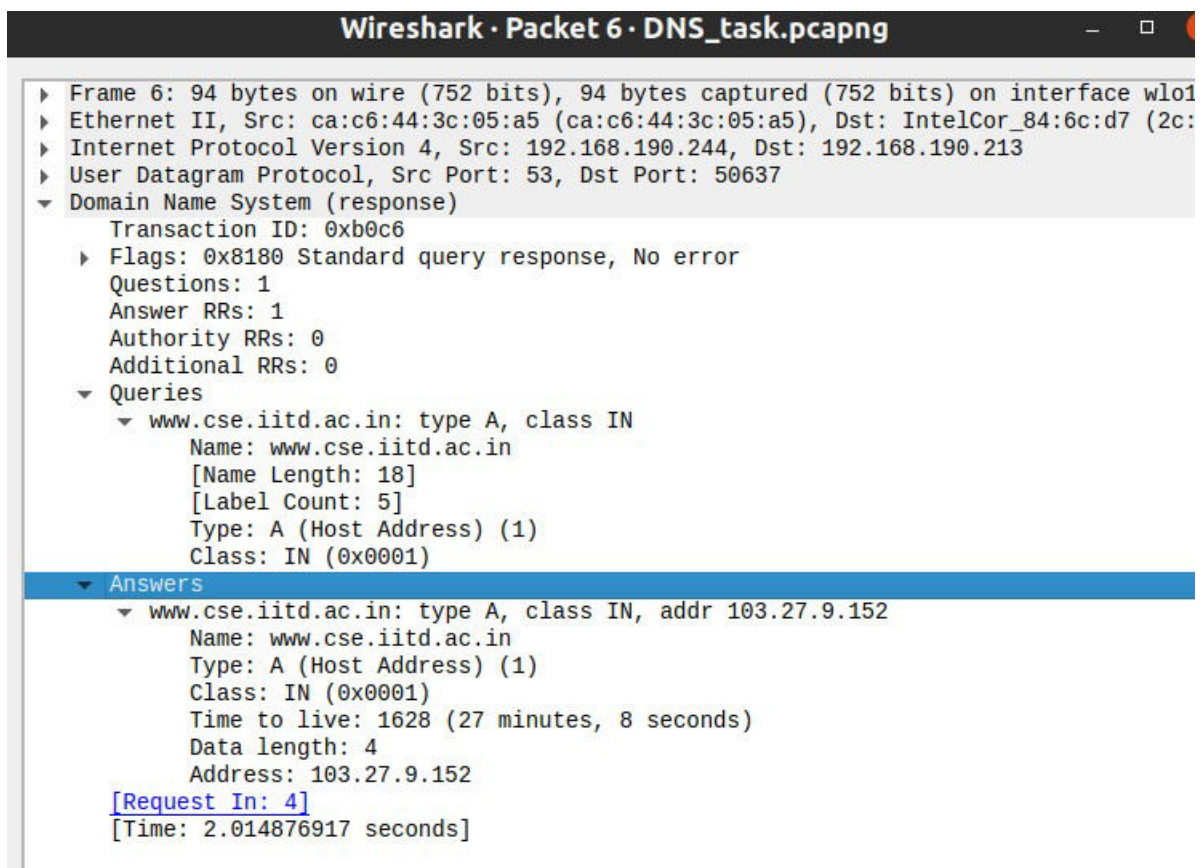 Wireshark · Packet 6 · DNS_task.pcapng
Frame 6: 94 bytes on wire (752 bits), 94 bytes captured (752 bits) on interface wlo1
Ethernet II, Src: ca:c6:44:3c:05:a5 (ca:c6:44:3c:05:a5), Dst: IntelCor_84:6c:d7 (2c:
Internet Protocol Version 4, Src: 192.168.190.244, Dst: 192.168.190.213
User Datagram Protocol, Src Port: 53, Dst Port: 50637
Domain Name System (response)
Transaction ID: 0xb0c6
Flags: 0x8180 Standard query response, No error
Questions: 1
Answer RRs: 1
Authority RRs: 0
Additional RRs: 0
Queries
www.cse.iitd.ac.in: type A, class IN
Name: www.cse.iitd.ac.in
[Name Length: 18]
[Label Count: 5]
Type: A (Host Address) (1)
Class: IN (0x0001)
Answers
www.cse.iitd.ac.in: type A, class IN, addr 103.27.9.152
Name: www.cse.iitd.ac.in
Type: A (Host Address) (1)
Class: IN (0x0001)
Time to live: 1628 (27 minutes, 8 seconds)
Data length: 4
Address: 103.27.9.152
[Request In: 4]
[Time: 2.014876917 seconds]